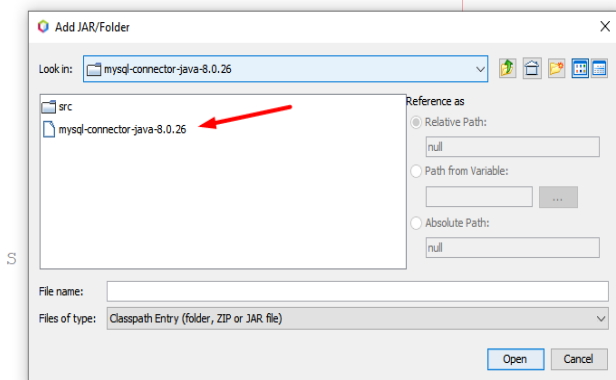 Add JAR/Folder
Look in: mysql-connector-java-8.0.26
src
mysql-connector-java-8.0.26
Reference as
Relative Path:
null
Path from Variable:
...
Absolute Path:
null
S
File name:
Files of type: Classpath Entry (folder, ZIP or JAR file)
Open Cancel